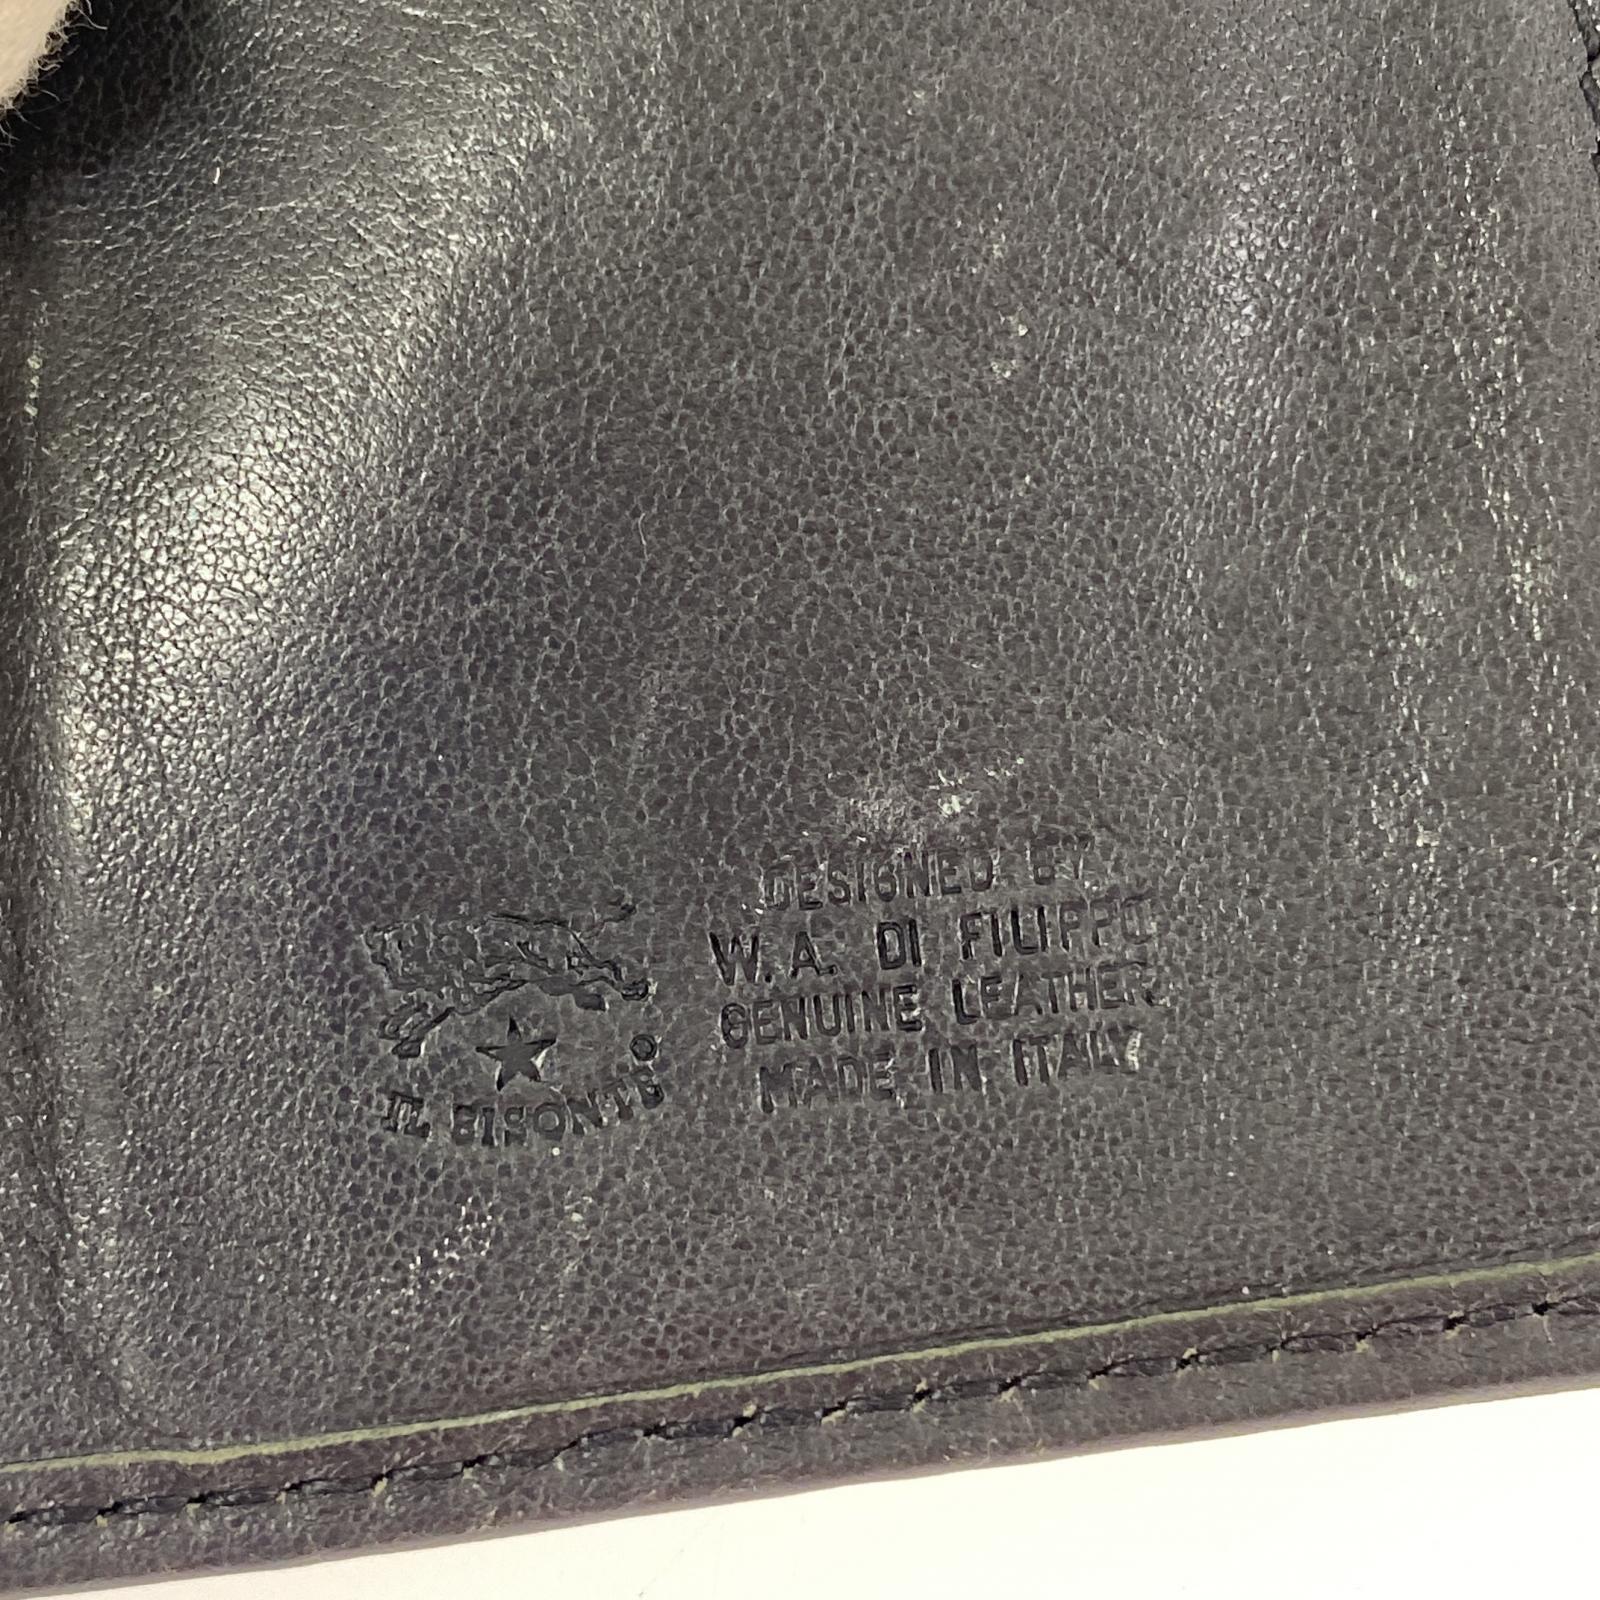 IL BISONTE
DESIGNED BY
W. A. DI FILIPPO
GENUINE LEATHER
MADE IN ITALY